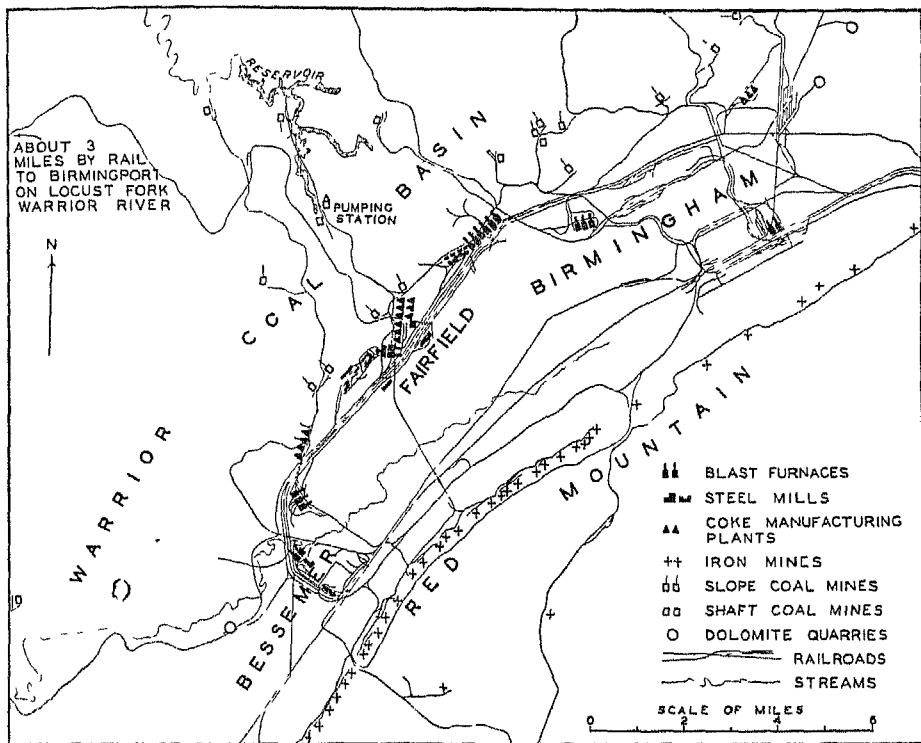 RESERVOIR
ABOUT 3
MILES BY RAIL
TO BIRMINGPORT
ON LOCUST FORK
WARRIOR RIVER
N
PUMPING
STATION
WARRIOR CCAL BASIN
BIRMINGHAM
FAIRFIELD
BESSEMER
RED MOUNTAIN
BLAST FURNACES
STEEL MILLS
COKE MANUFACTURING
PLANTS
IRON MINES
SLOPE COAL MINES
SHAFT COAL MINES
DOLOMITE QUARRIES
RAILROADS
STREAMS
SCALE OF MILES
0 2 4 6